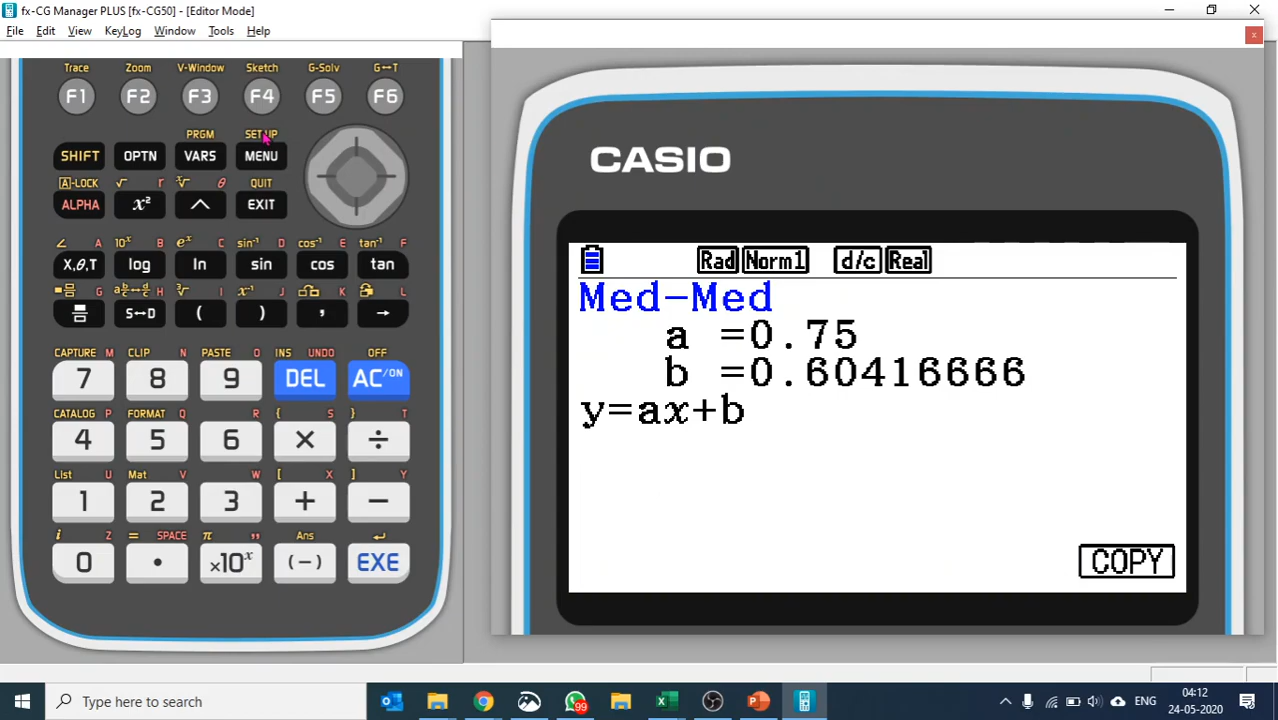 fx-CG Manager PLUS [fx-CG50] - [Editor Mode]
File Edit View KeyLog Window Tools Help
x
Trace Zoom V-Window Sketch G-Solv G↔T
F1 F2 F3 F4 F5 F6
PRGM SET UP
SHIFT OPTN VARS MENU
A-LOCK √ r ˣ√ θ QUIT
ALPHA x² ^ EXIT
∠ A 10ˣ B eˣ C sin⁻¹ D cos⁻¹ E tan⁻¹ F
X,θ,T log ln sin cos tan
G H ³√ I x⁻¹ J K L
S↔D ( ) , →
CAPTURE M CLIP N PASTE O INS UNDO OFF
7 8 9 DEL AC/ON
CATALOG P FORMAT Q R { S } T
4 5 6 × ÷
List U Mat V W [ X ] Y
1 2 3 + −
i Z = SPACE π " Ans ↵
0 • ×10ˣ (−) EXE
CASIO
Rad Norm1 d/c Real
Med-Med
a =0.75
b =0.60416666
y=ax+b
COPY
Type here to search
99
ENG
04:12
24-05-2020